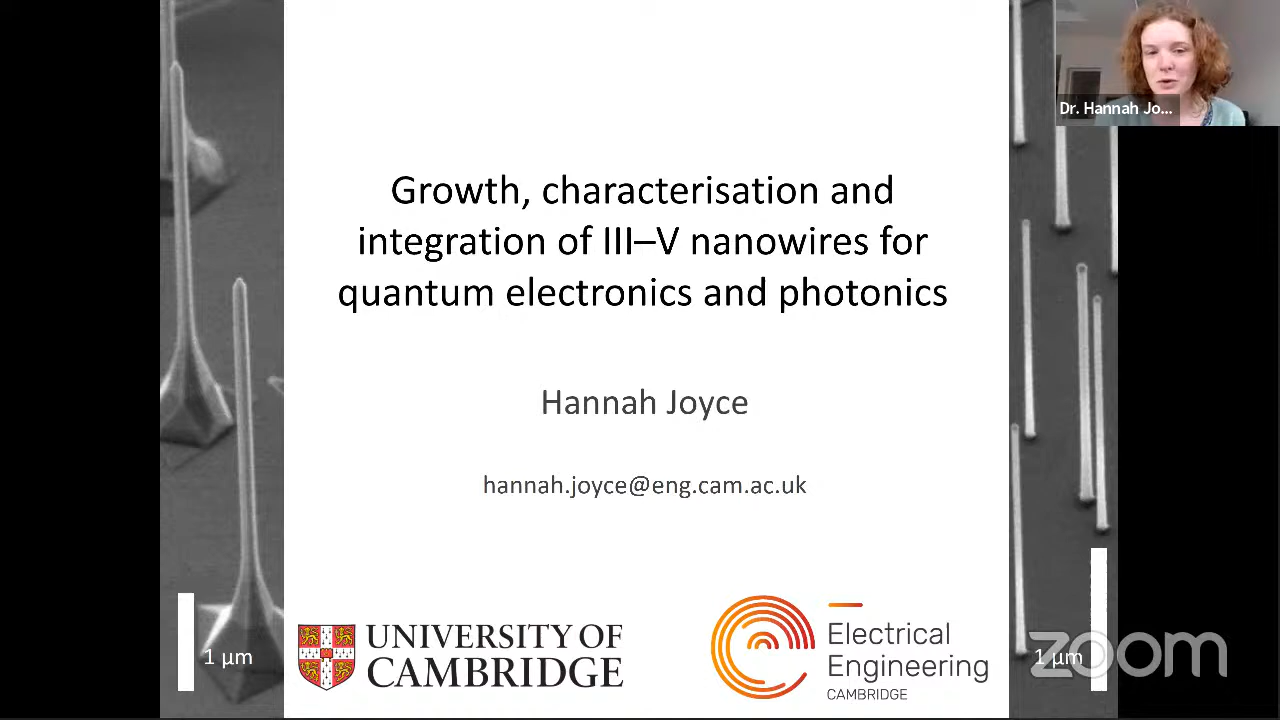 Dr. Hannah Jo...
Growth, characterisation and
integration of III–V nanowires for
quantum electronics and photonics
Hannah Joyce
hannah.joyce@eng.cam.ac.uk
1 μm
UNIVERSITY OF
CAMBRIDGE
Electrical
Engineering
CAMBRIDGE
1 μm
zoom